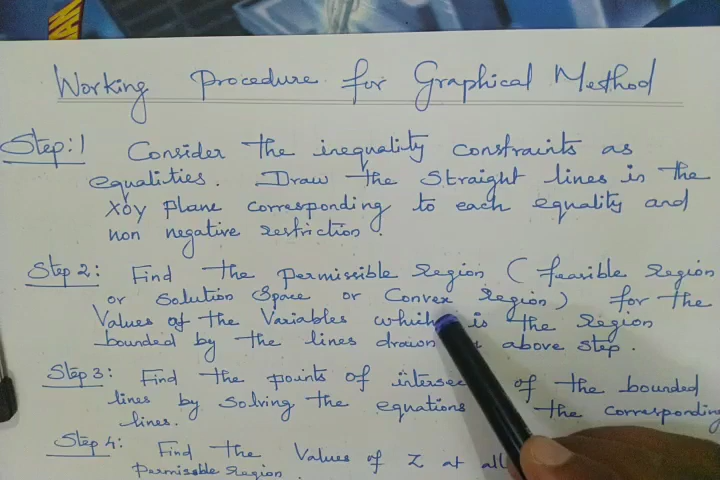 Working Procedure for Graphical Method
Step:1 Consider the inequality constraints as
equalities. Draw the straight lines in the
XOY plane corresponding to each equality and
non negative restriction.
Step 2: Find the permissible region (feasible region
or solution space or Convex region) for the
Values of the Variables which is the region
bounded by the lines drawn above step.
Step 3: Find the points of of the bounded
lines by solving the equations the corresponding
lines.
Step 4: Find the Values of Z at all
permissable region.